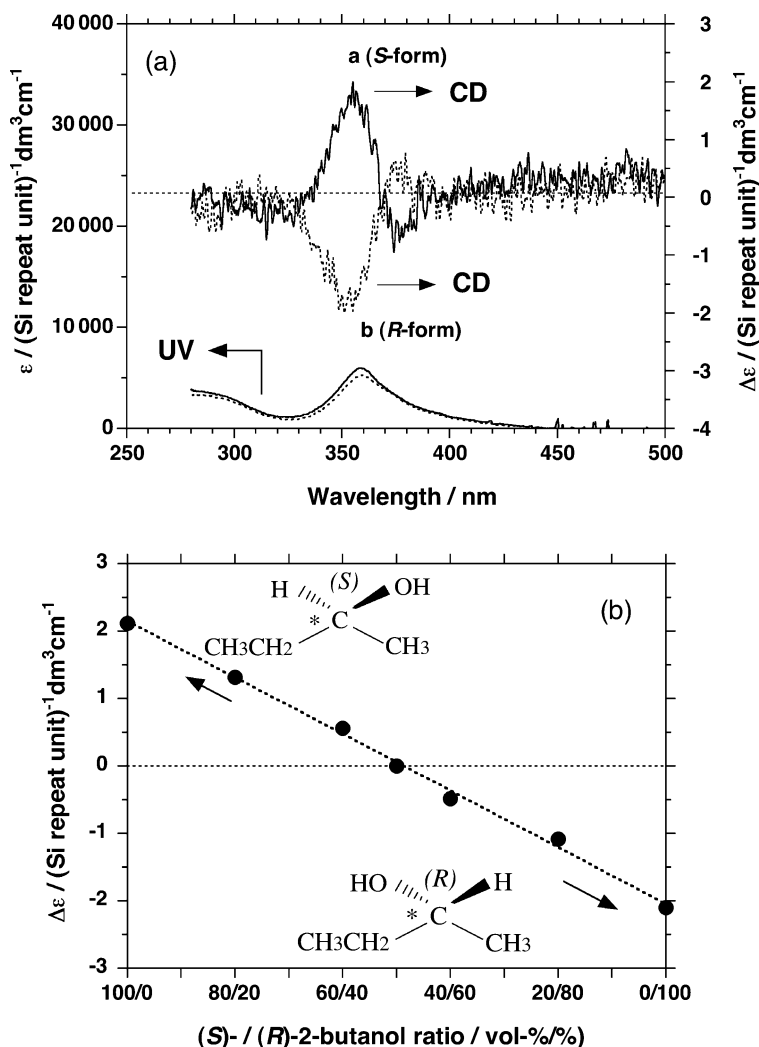 (a)
a (S-form)
CD
CD
b (R-form)
UV
40 000
30 000
20 000
10 000
0
ε / (Si repeat unit)⁻¹dm³cm⁻¹
3
2
1
0
-1
-2
-3
-4
Δε / (Si repeat unit)⁻¹dm³cm⁻¹
250 300 350 400 450 500
Wavelength / nm
(b)
3
2
1
0
-1
-2
-3
Δε / (Si repeat unit)⁻¹dm³cm⁻¹
(S)
H OH
* C
CH3CH2 CH3
(R)
HO H
* C
CH3CH2 CH3
100/0 80/20 60/40 40/60 20/80 0/100
(S)- / (R)-2-butanol ratio / vol-%/%)